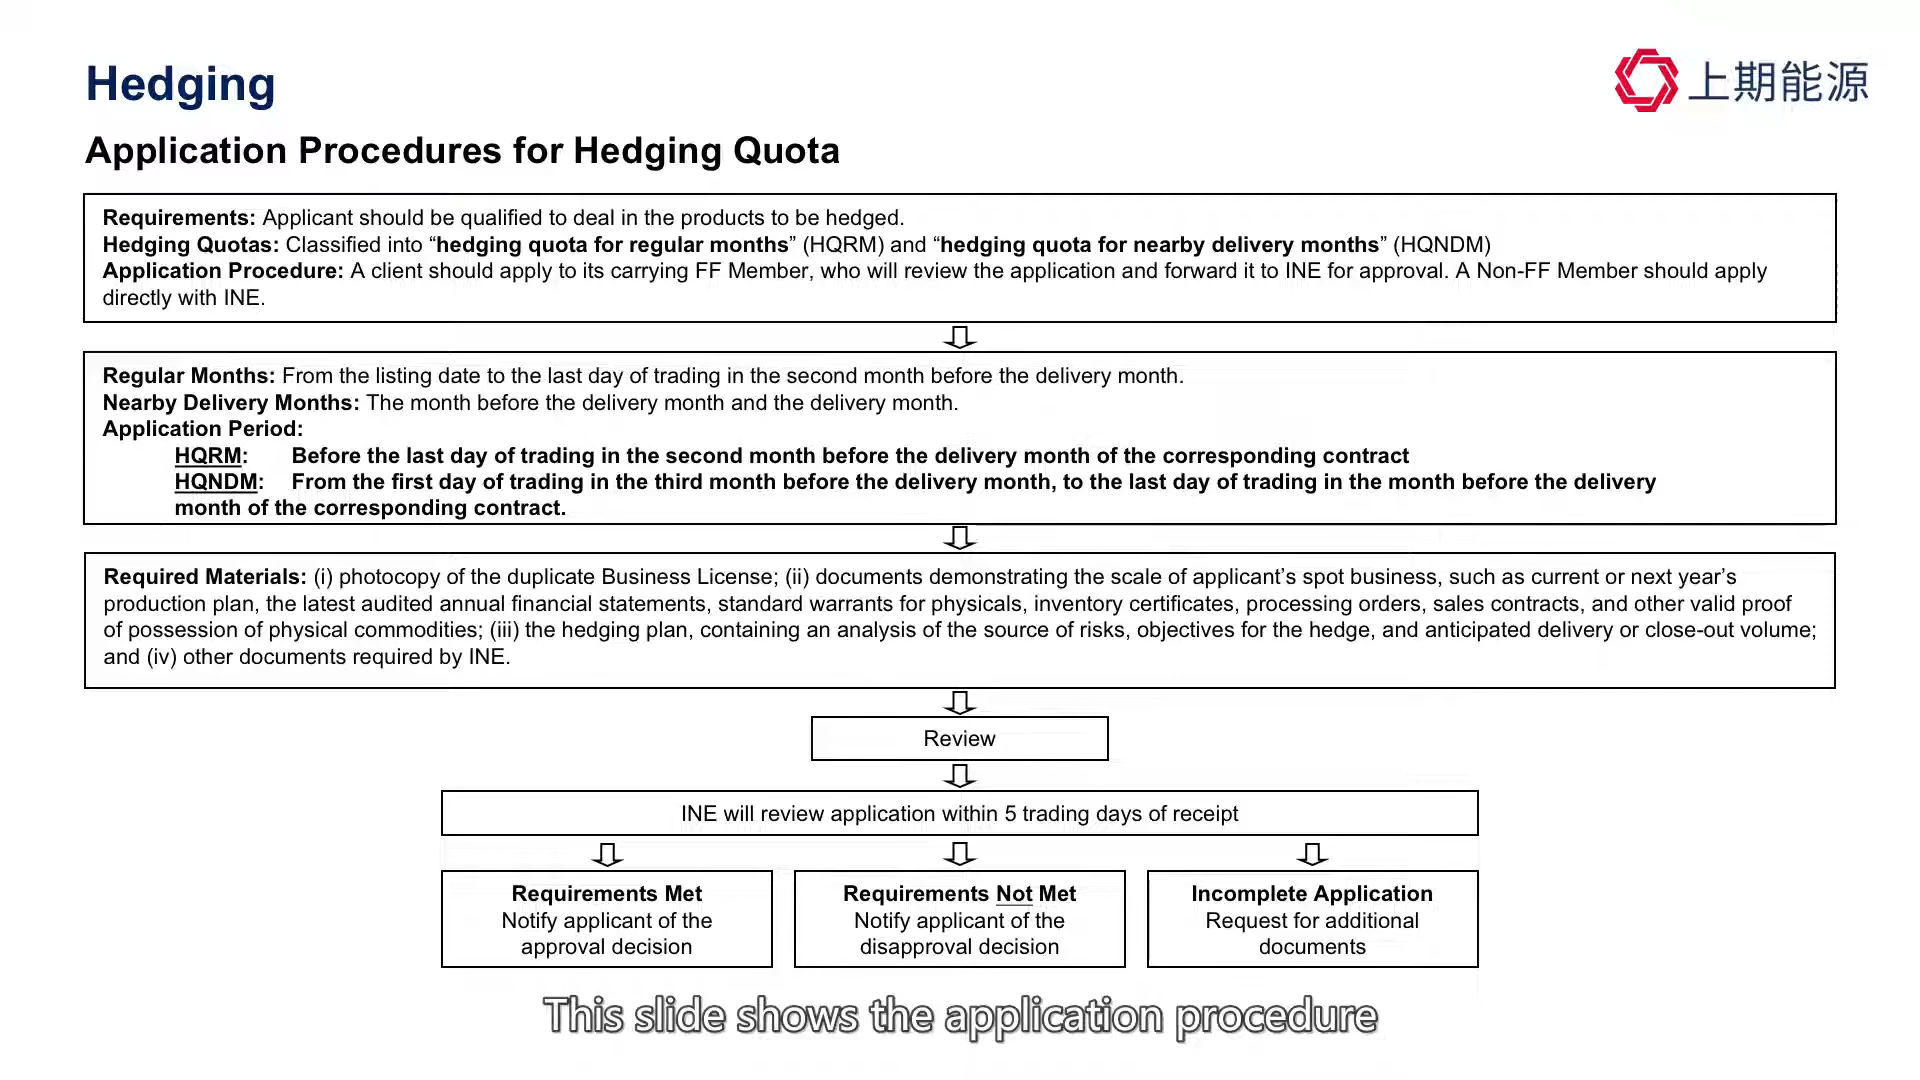 Hedging
上期能源
Application Procedures for Hedging Quota
Requirements: Applicant should be qualified to deal in the products to be hedged.
Hedging Quotas: Classified into “hedging quota for regular months” (HQRM) and “hedging quota for nearby delivery months” (HQNDM)
Application Procedure: A client should apply to its carrying FF Member, who will review the application and forward it to INE for approval. A Non-FF Member should apply
directly with INE.
Regular Months: From the listing date to the last day of trading in the second month before the delivery month.
Nearby Delivery Months: The month before the delivery month and the delivery month.
Application Period:
HQRM: Before the last day of trading in the second month before the delivery month of the corresponding contract
HQNDM: From the first day of trading in the third month before the delivery month, to the last day of trading in the month before the delivery
month of the corresponding contract.
Required Materials: (i) photocopy of the duplicate Business License; (ii) documents demonstrating the scale of applicant’s spot business, such as current or next year’s
production plan, the latest audited annual financial statements, standard warrants for physicals, inventory certificates, processing orders, sales contracts, and other valid proof
of possession of physical commodities; (iii) the hedging plan, containing an analysis of the source of risks, objectives for the hedge, and anticipated delivery or close-out volume;
and (iv) other documents required by INE.
Review
INE will review application within 5 trading days of receipt
Requirements Met
Notify applicant of the
approval decision
Requirements Not Met
Notify applicant of the
disapproval decision
Incomplete Application
Request for additional
documents
This slide shows the application procedure